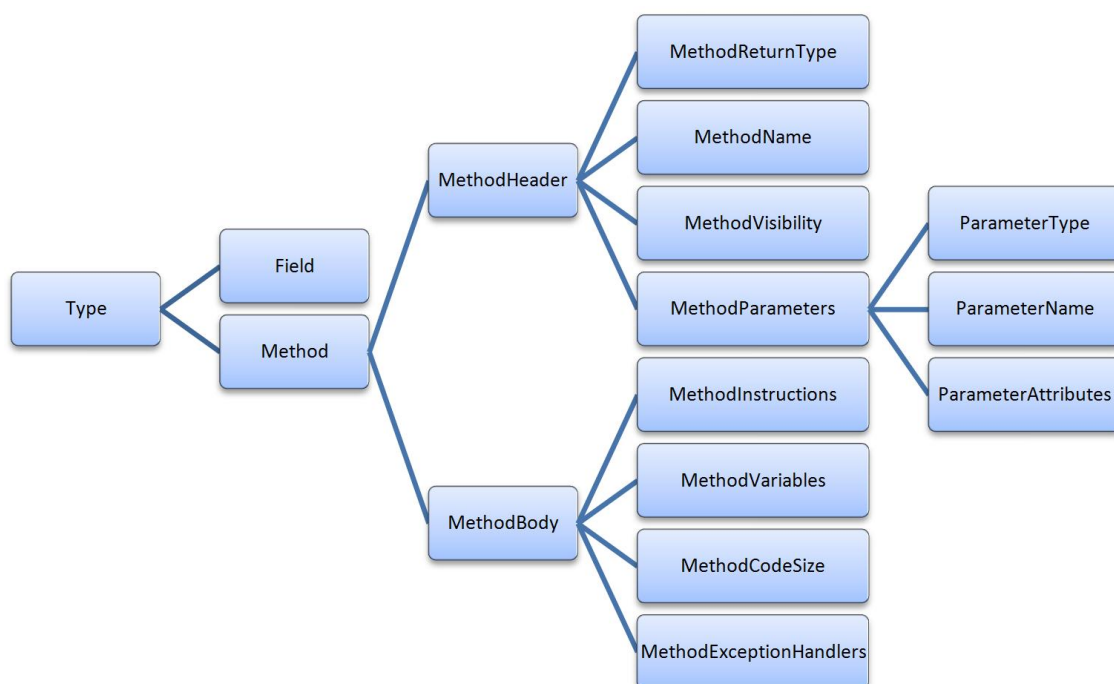 Type
Field
Method
MethodHeader
MethodBody
MethodReturnType
MethodName
MethodVisibility
MethodParameters
MethodInstructions
MethodVariables
MethodCodeSize
MethodExceptionHandlers
ParameterType
ParameterName
ParameterAttributes